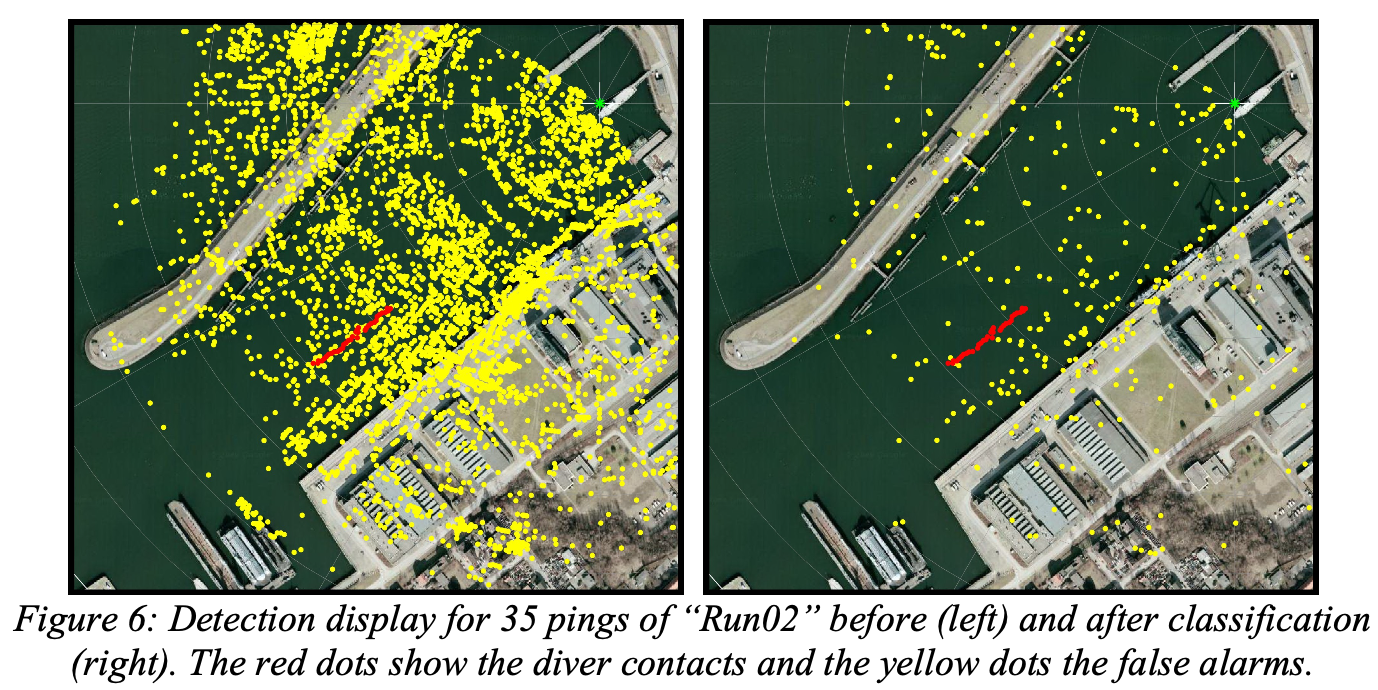 Figure 6: Detection display for 35 pings of “Run02” before (left) and after classification
(right). The red dots show the diver contacts and the yellow dots the false alarms.